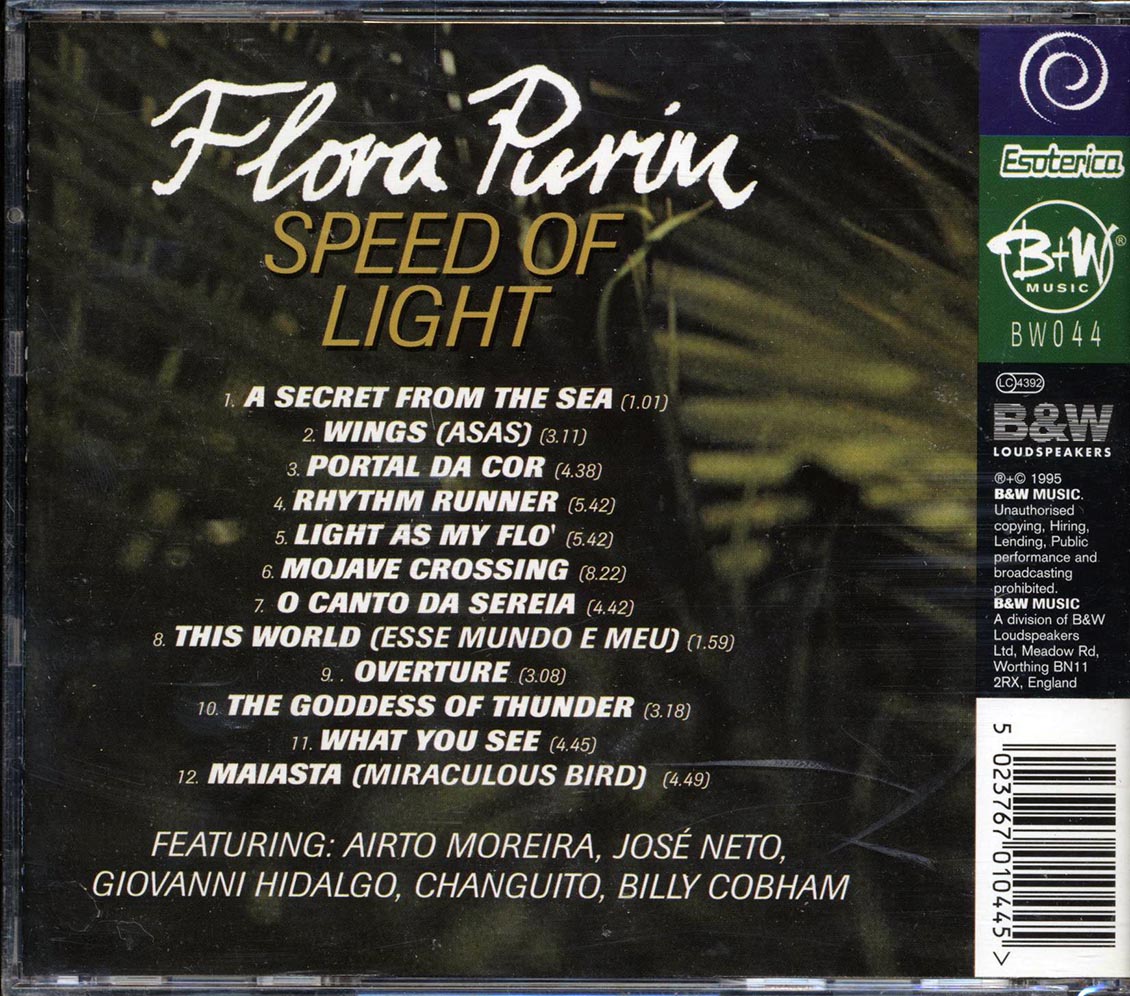 Flora Purim
SPEED OF
LIGHT
1. A SECRET FROM THE SEA (1.01)
2. WINGS (ASAS) (3.11)
3. PORTAL DA COR (4.38)
4. RHYTHM RUNNER (5.42)
5. LIGHT AS MY FLO' (5.42)
6. MOJAVE CROSSING (8.22)
7. O CANTO DA SEREIA (4.42)
8. THIS WORLD (ESSE MUNDO E MEU) (1.59)
9. . OVERTURE (3.08)
10. THE GODDESS OF THUNDER (3.18)
11. WHAT YOU SEE (4.45)
12. MAIASTA (MIRACULOUS BIRD) (4.49)
FEATURING: AIRTO MOREIRA, JOSÉ NETO,
GIOVANNI HIDALGO, CHANGUITO, BILLY COBHAM
Esoterica
B+W ®
MUSIC
BW044
LC 4392
B&W
LOUDSPEAKERS
®+© 1995
B&W MUSIC.
Unauthorised
copying, Hiring,
Lending, Public
performance and
broadcasting
prohibited.
B&W MUSIC
A division of B&W
Loudspeakers
Ltd, Meadow Rd,
Worthing BN11
2RX, England
5 023767 010445 >